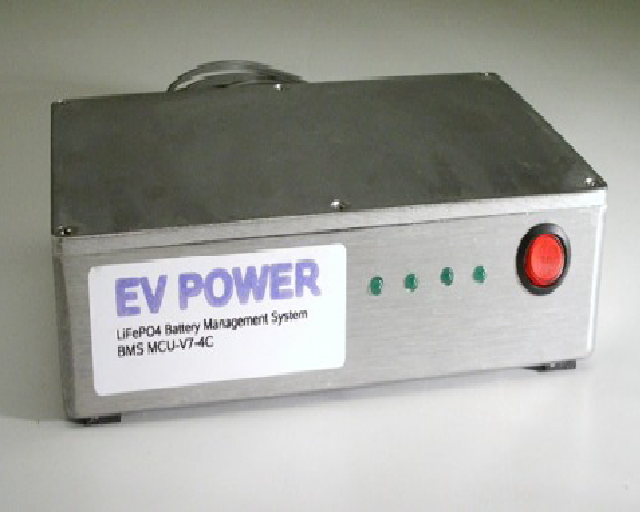 EV POWER
LiFePO4 Battery Management System
BMS MCU-V7-4C